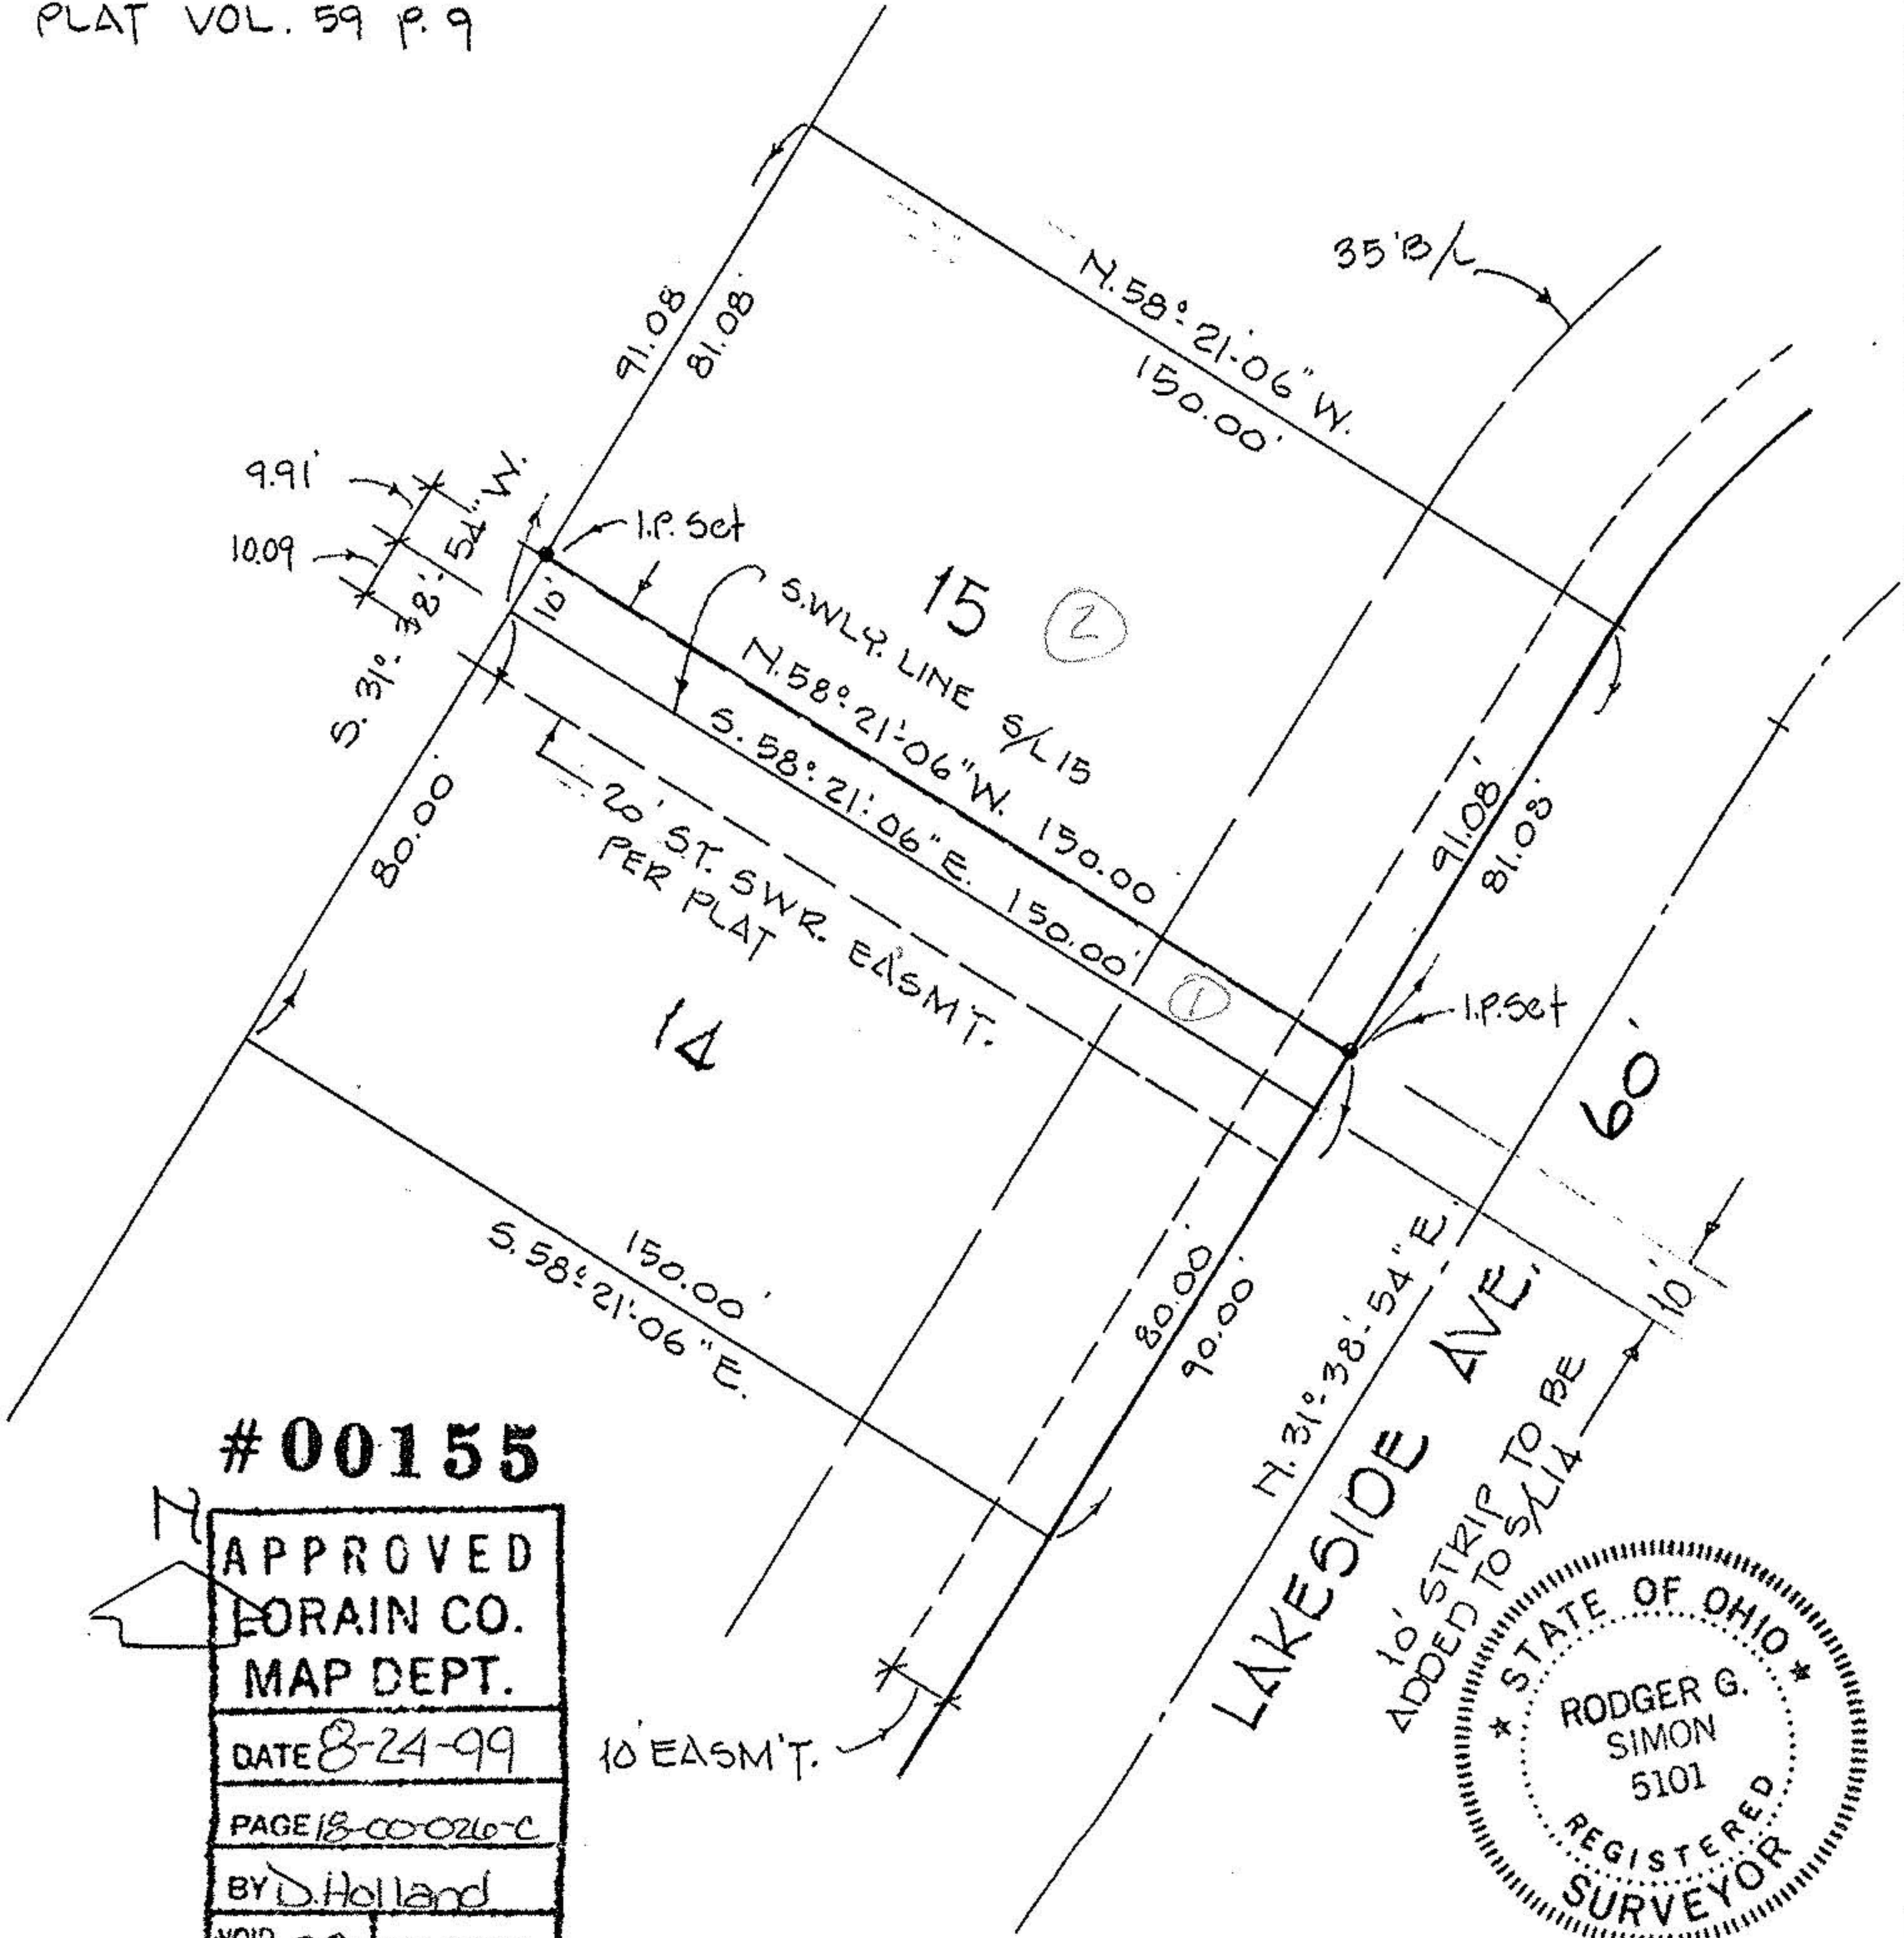 PLAT VOL. 59 P. 9
35' B/L
N. 58°-21'-06" W.
150.00'
91.08'
81.08'
9.91'
10.09
S. 31°-38'-54" W.
I.P. Set
10'
15
2
S.WLY. LINE S/L 15
N. 58°-21'-06" W. 150.00
S. 58°-21'-06" E. 150.00'
20' ST. SWR. EASM'T.
PER PLAT
1
91.08'
81.08'
I.P. Set
60'
80.00'
14
S. 58°-21'-06" E.
150.00'
80.00'
90.00'
N. 31°-38'-54" E.
LAKESIDE AVE.
10'
10' STRIP TO BE
ADDED TO S/L 14
10' EASM'T.
#00155
N
APPROVED
LORAIN CO.
MAP DEPT.
DATE 8-24-99
PAGE 18-00-026-C
BY D. Holland
STATE OF OHIO
RODGER G.
SIMON
5101
REGISTERED
SURVEYOR